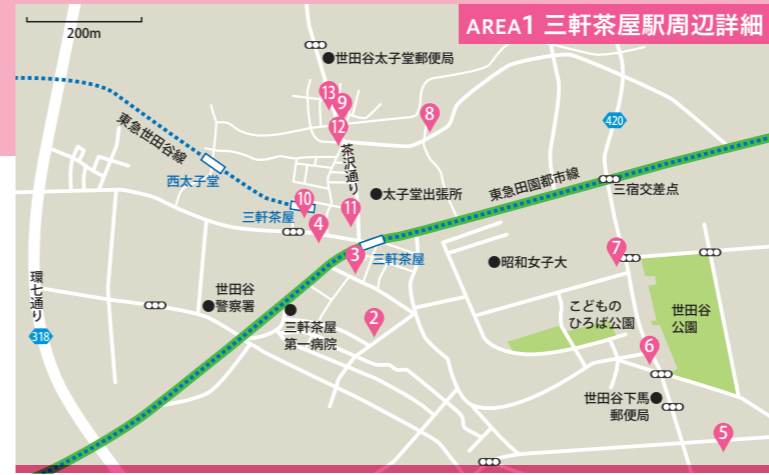 AREA1 三軒茶屋駅周辺詳細
200m
世田谷太子堂郵便局
13
9
8
12
420
東急世田谷線
茶沢通り
西太子堂
太子堂出張所
東急田園都市線
三宿交差点
10
11
三軒茶屋
4
3
三軒茶屋
昭和女子大
7
環七通り
318
世田谷
警察署
2
三軒茶屋
第一病院
こどもの
ひろば公園
世田谷
公園
6
世田谷下馬
郵便局
5